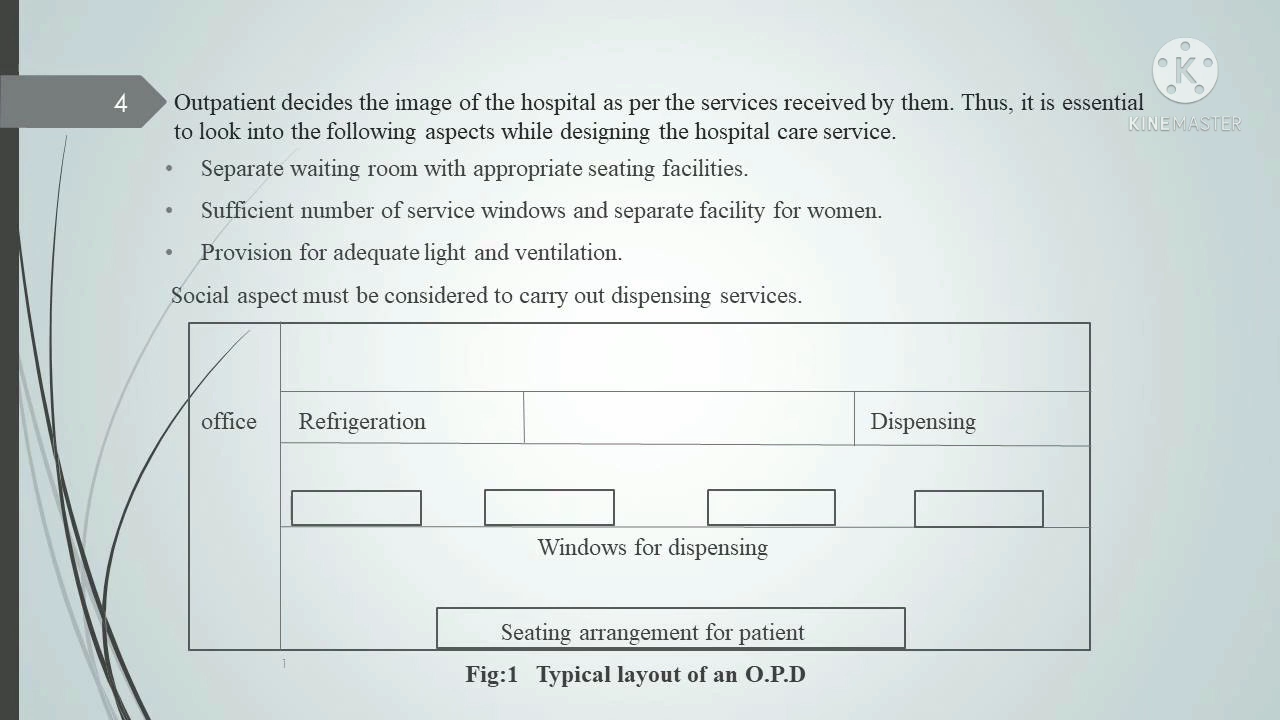 4
K
KINEMASTER
Outpatient decides the image of the hospital as per the services received by them. Thus, it is essential
to look into the following aspects while designing the hospital care service.
• Separate waiting room with appropriate seating facilities.
• Sufficient number of service windows and separate facility for women.
• Provision for adequate light and ventilation.
Social aspect must be considered to carry out dispensing services.
office Refrigeration Dispensing
Windows for dispensing
Seating arrangement for patient
1
Fig:1 Typical layout of an O.P.D